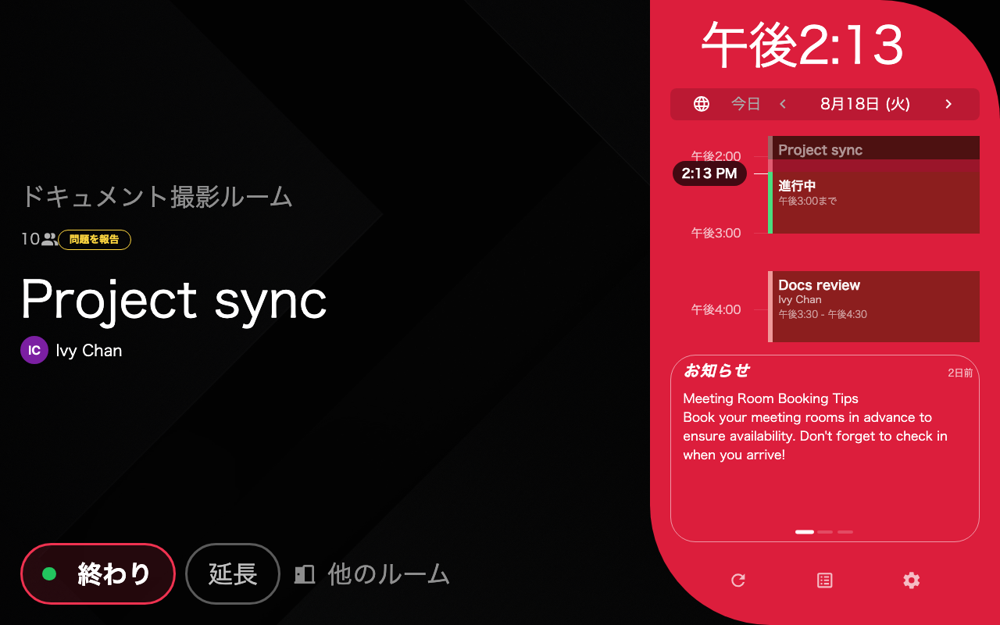 ドキュメント撮影ルーム
10
問題を報告
Project sync
IC
Ivy Chan
終わり
延長
他のルーム
午後2:13
今日
8月18日 (火)
午後2:00
2:13 PM
午後3:00
午後4:00
Project sync
進行中
午後3:00まで
Docs review
Ivy Chan
午後3:30 - 午後4:30
お知らせ
2日前
Meeting Room Booking Tips
Book your meeting rooms in advance to
ensure availability. Don't forget to check in
when you arrive!